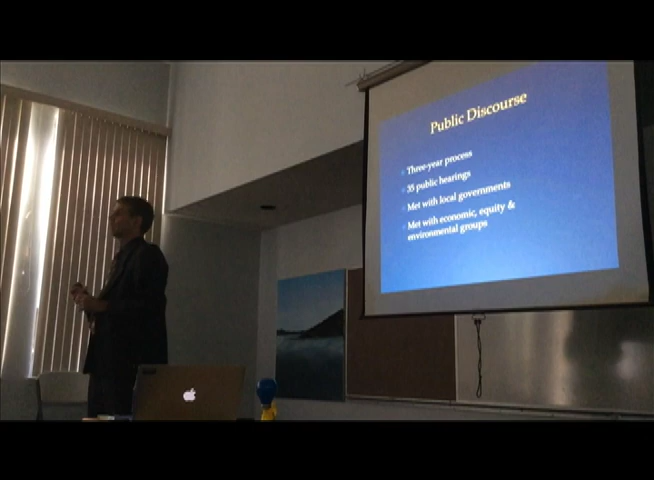 Public Discourse
Three-year process
35 public hearings
Met with local governments
Met with economic, equity &
environmental groups